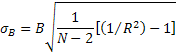 σ_B = B√(1/(N−2) [(1/R²) − 1])